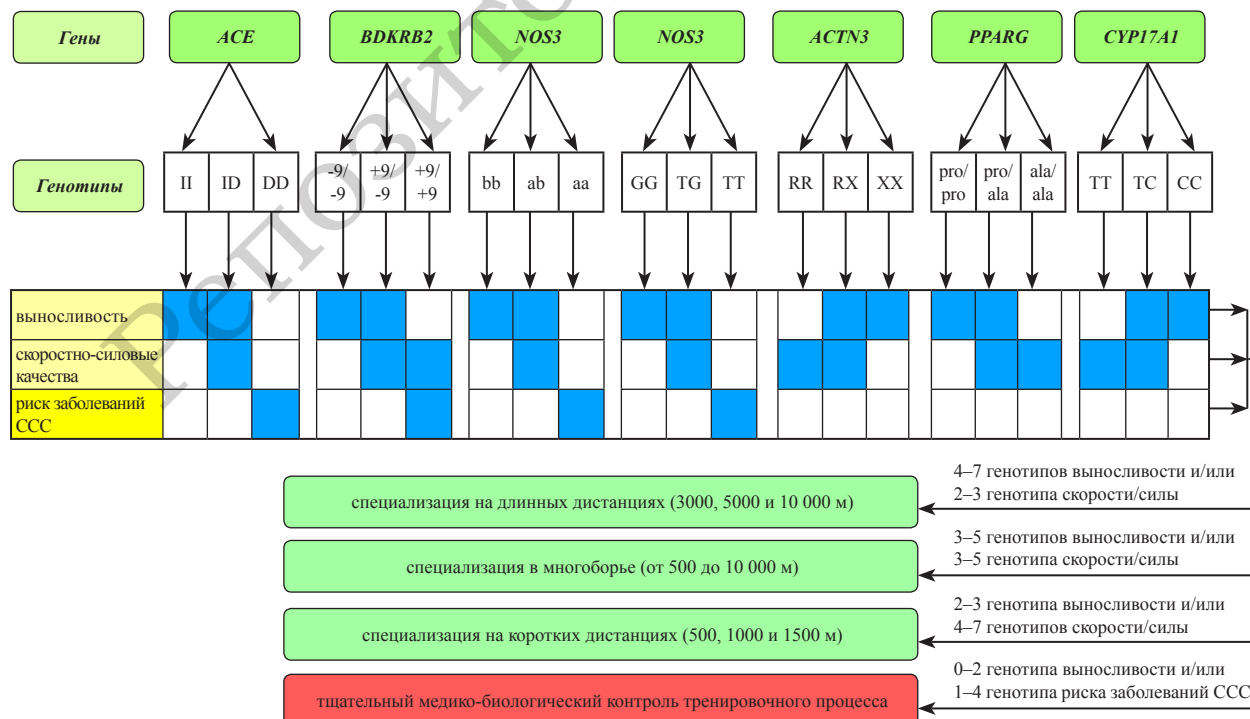 Гены
ACE
BDKRB2
NOS3
NOS3
ACTN3
PPARG
CYP17A1
Генотипы
II
ID
DD
-9/
-9
+9/
-9
+9/
+9
bb
ab
aa
GG
TG
TT
RR
RX
XX
pro/
pro
pro/
ala
ala/
ala
TT
TC
CC
выносливость
скоростно-силовые
качества
риск заболеваний
ССС
специализация на длинных дистанциях (3000, 5000 и 10 000 м)
4–7 генотипов выносливости и/или
2–3 генотипа скорости/силы
специализация в многоборье (от 500 до 10 000 м)
3–5 генотипов выносливости и/или
3–5 генотипа скорости/силы
специализация на коротких дистанциях (500, 1000 и 1500 м)
2–3 генотипа выносливости и/или
4–7 генотипов скорости/силы
тщательный медико-биологический контроль тренировочного процесса
0–2 генотипа выносливости и/или
1–4 генотипа риска заболеваний ССС
Репозито